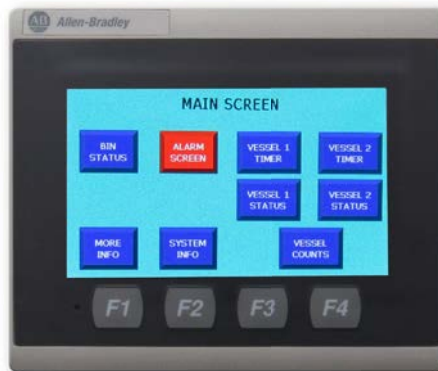 AB Allen-Bradley
MAIN SCREEN
BIN
STATUS
ALARM
SCREEN
VESSEL 1
TIMER
VESSEL 2
TIMER
VESSEL 1
STATUS
VESSEL 2
STATUS
MORE
INFO
SYSTEM
INFO
VESSEL
COUNTS
F1 F2 F3 F4